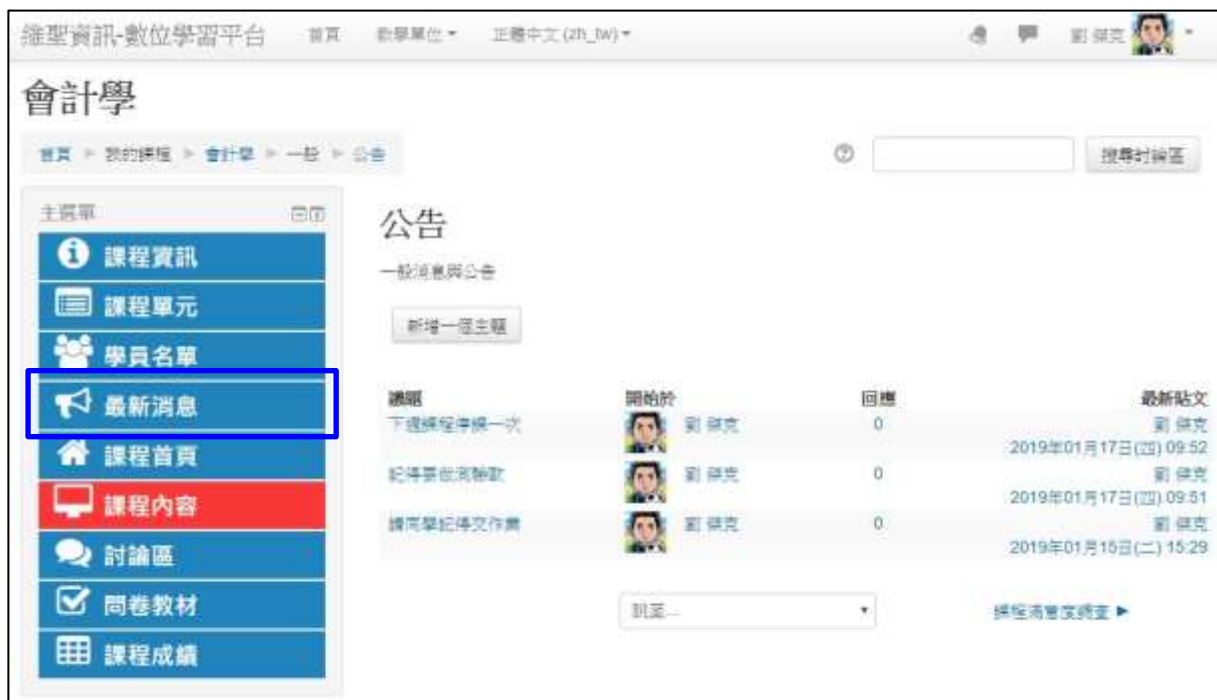 維聖資訊-數位學習平台 首頁 教學單位 正體中文 (zh_tw) 劉 傑克
會計學
首頁 ▶ 我的課程 ▶ 會計學 ▶ 一般 ▶ 公告 搜尋討論區
主選單
課程資訊
課程單元
學員名單
最新消息
課程首頁
課程內容
討論區
問卷教材
課程成績
公告
一般消息與公告
新增一個主題
議題 開始於 回應 最新貼文
下週課程停課一次 劉 傑克 0 劉 傑克
2019年01月17日(四) 09:52
記得要做測驗歐 劉 傑克 0 劉 傑克
2019年01月17日(四) 09:51
請同學記得交作業 劉 傑克 0 劉 傑克
2019年01月15日(二) 15:29
跳至... 課程滿意度調查 ▶